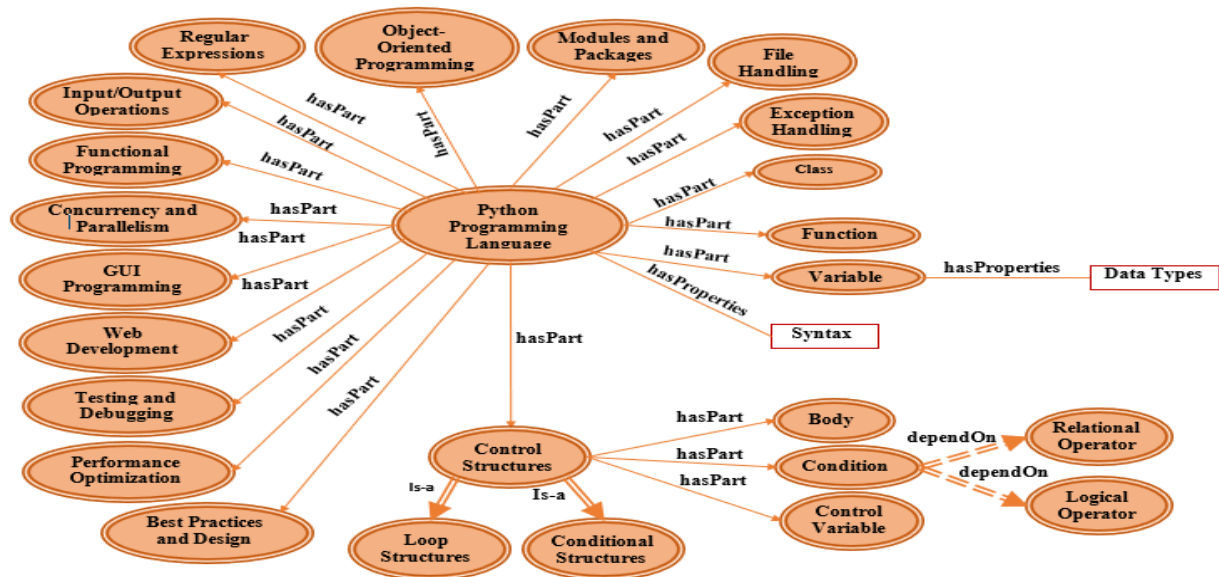 Regular
Expressions
Object-
Oriented
Programming
Modules and
Packages
File
Handling
Input/Output
Operations
hasPart
hasPart
hasPart
hasPart
hasPart
hasPart
Exception
Handling
Functional
Programming
hasPart
hasPart
Class
Concurrency and
Parallelism
hasPart
hasPart
Python
Programming
Language
hasPart
Function
GUI
Programming
hasPart
hasPart
hasProperties
Variable
hasProperties
Data Types
Web
Development
hasPart
hasPart
Syntax
Testing and
Debugging
hasPart
hasPart
Performance
Optimization
Control
Structures
hasPart
hasPart
hasPart
Body
Condition
Control
Variable
dependOn
dependOn
Relational
Operator
Logical
Operator
Best Practices
and Design
Is-a
Is-a
Loop
Structures
Conditional
Structures